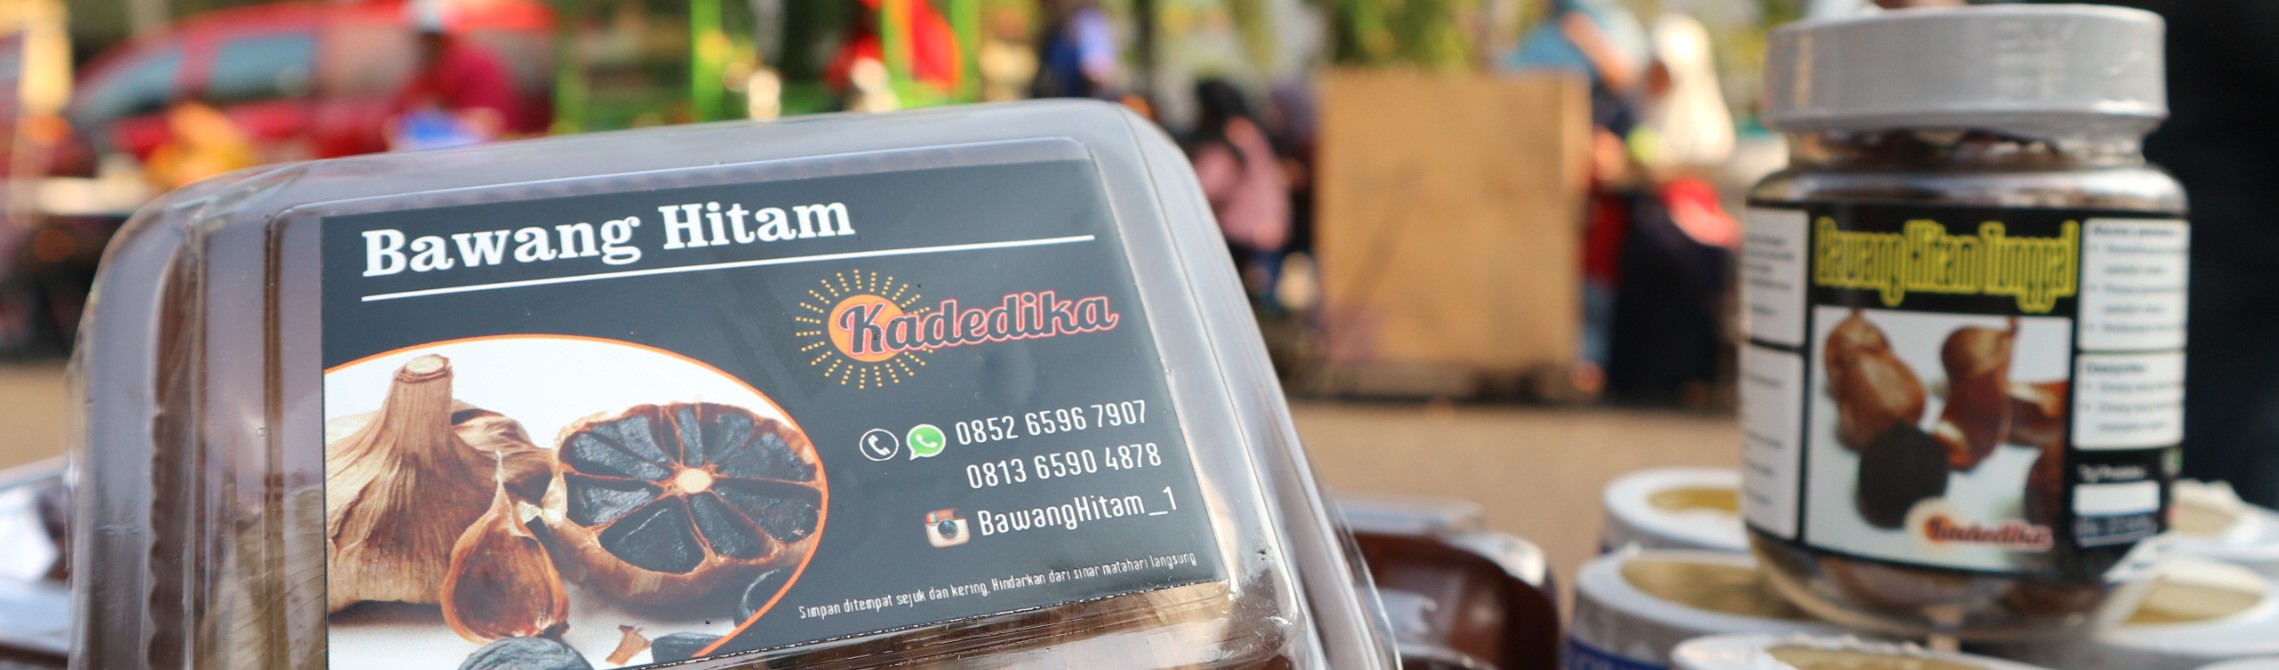 Bawang Hitam
Kadedika
0852 6596 7907
0813 6590 4878
BawangHitam_1
Simpan ditempat sejuk dan kering. Hindarkan dari sinar matahari langsung
Bawang Hitam Tunggal
Kadedika